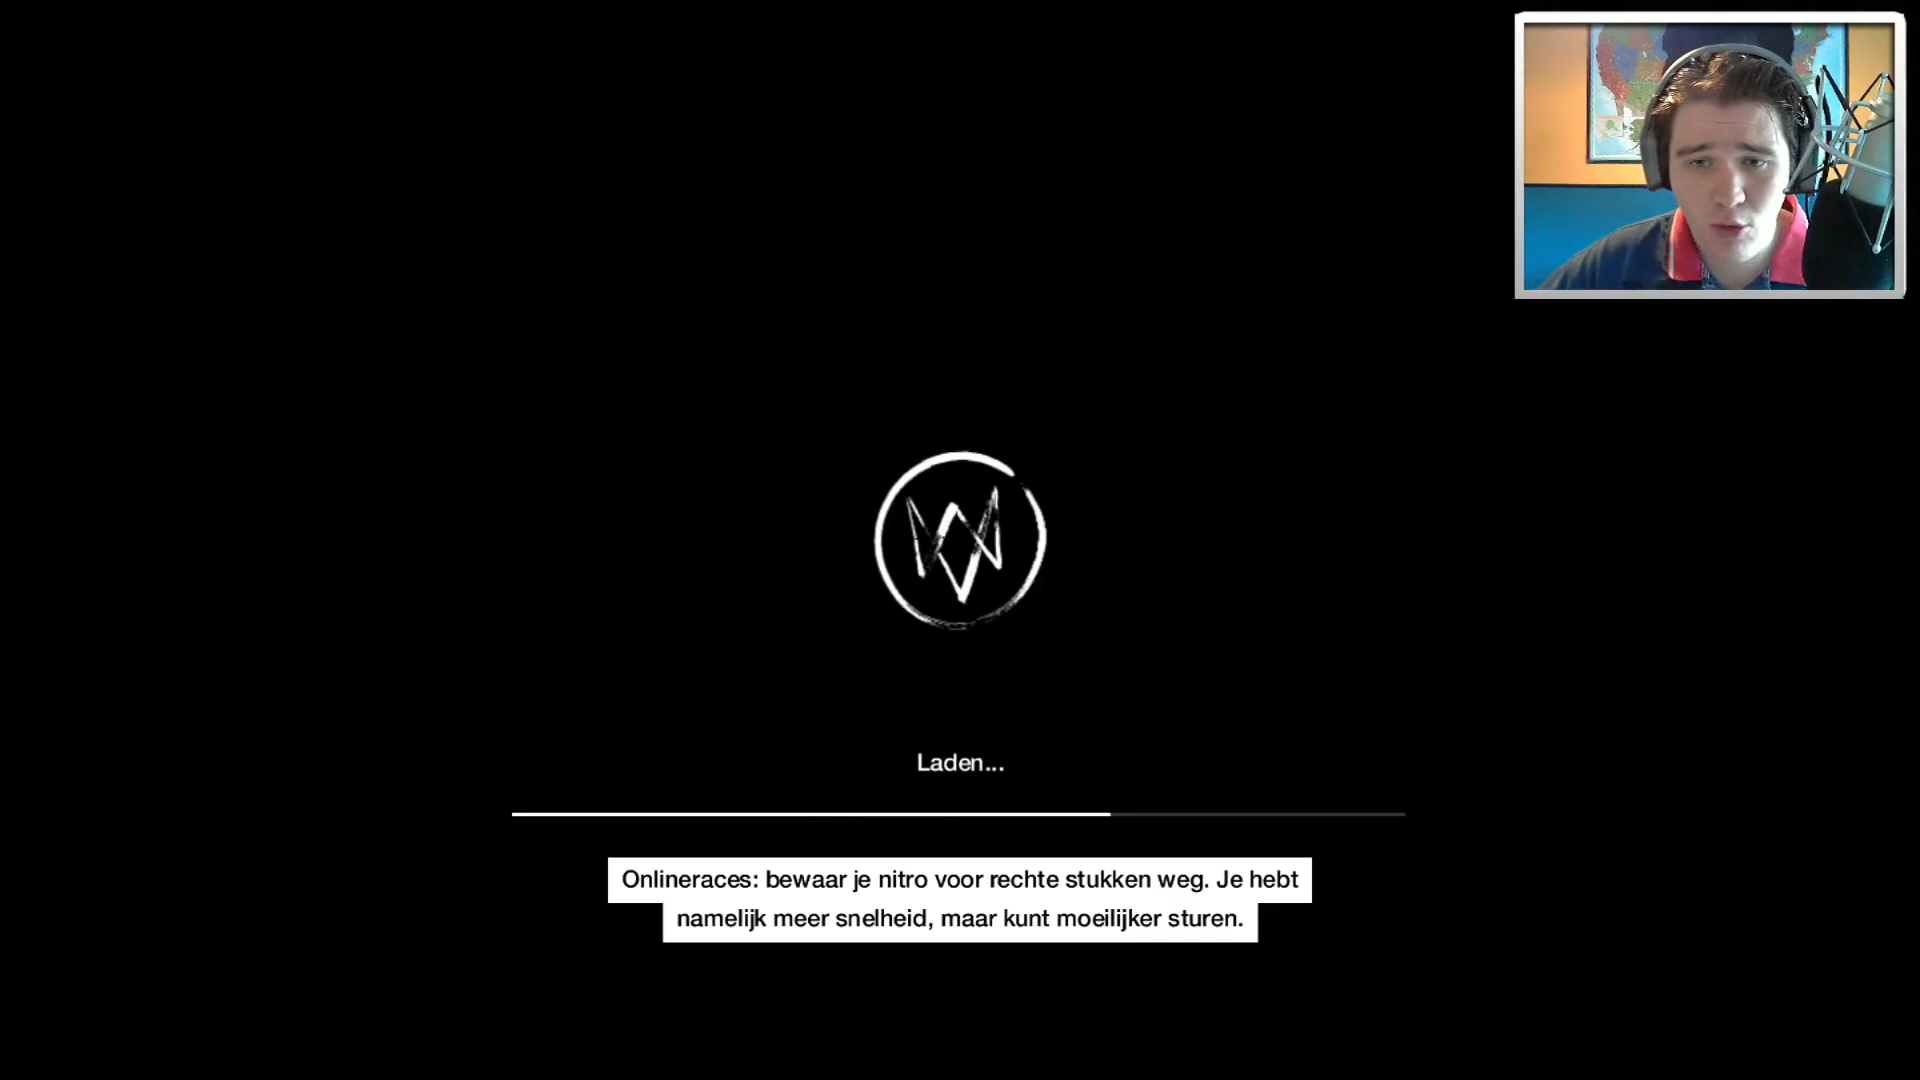 Laden...
Onlineraces: bewaar je nitro voor rechte stukken weg. Je hebt
namelijk meer snelheid, maar kunt moeilijker sturen.